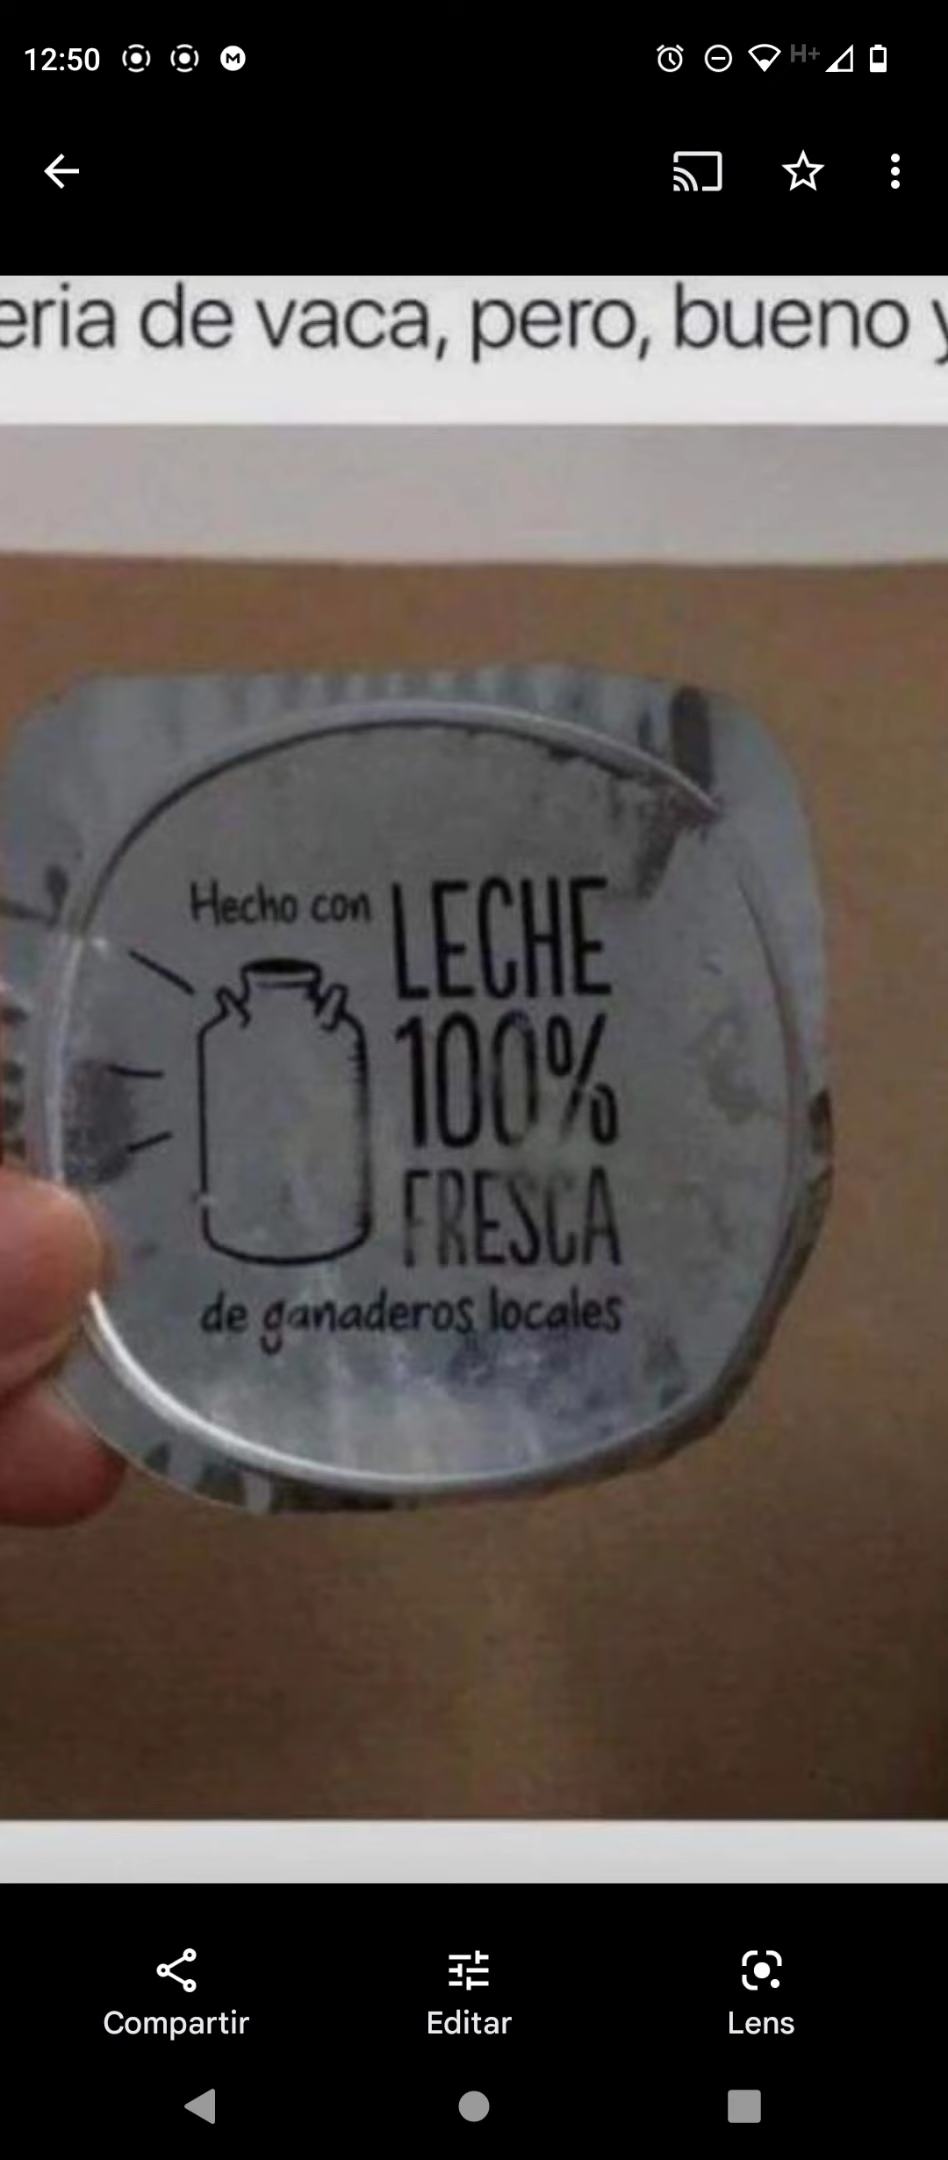 12:50
H+
eria de vaca, pero, bueno y
Hecho con LECHE
100%
FRESCA
de ganaderos locales
Compartir
Editar
Lens